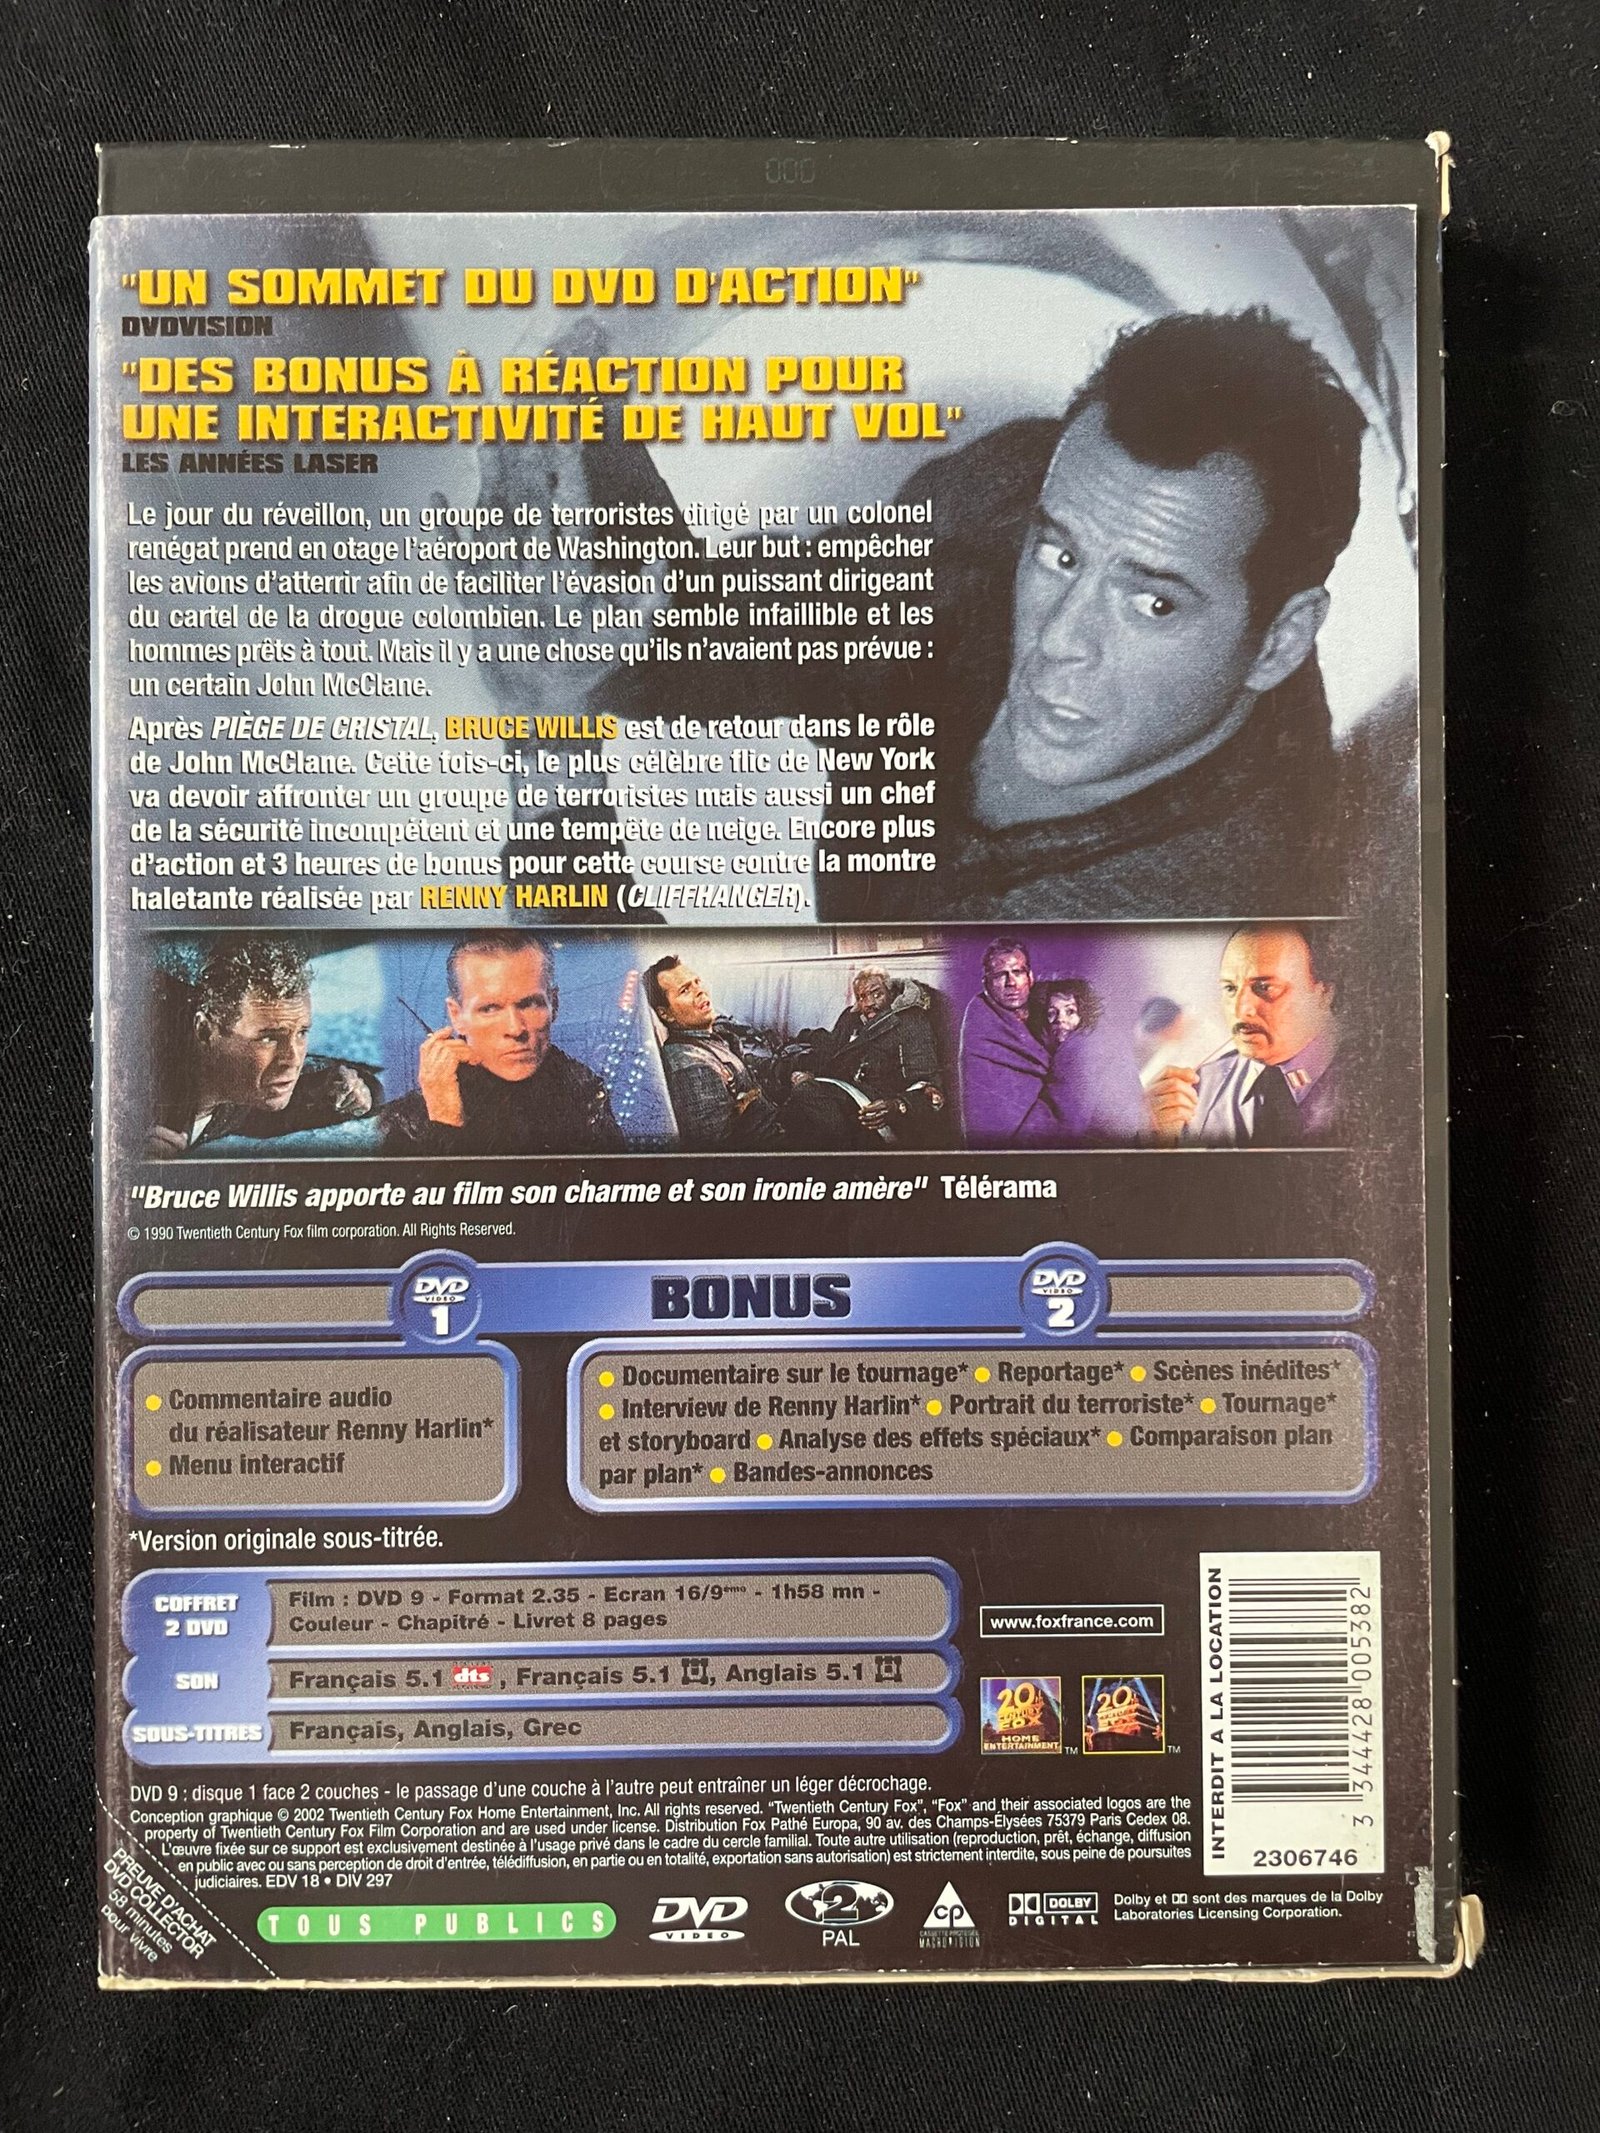 "UN SOMMET DU DVD D'ACTION"
DVDVISION
"DES BONUS À RÉACTION POUR
UNE INTERACTIVITÉ DE HAUT VOL"
LES ANNÉES LASER
Le jour du réveillon, un groupe de terroristes dirigé par un colonel
renégat prend en otage l'aéroport de Washington. Leur but : empêcher
les avions d'atterrir afin de faciliter l'évasion d'un puissant dirigeant
du cartel de la drogue colombien. Le plan semble infaillible et les
hommes prêts à tout. Mais il y a une chose qu'ils n'avaient pas prévue :
un certain John McClane.
Après PIÈGE DE CRISTAL, BRUCE WILLIS est de retour dans le rôle
de John McClane. Cette fois-ci, le plus célèbre flic de New York
va devoir affronter un groupe de terroristes mais aussi un chef
de la sécurité incompétent et une tempête de neige. Encore plus
d'action et 3 heures de bonus pour cette course contre la montre
haletante réalisée par RENNY HARLIN (CLIFFHANGER).
"Bruce Willis apporte au film son charme et son ironie amère" Télérama
© 1990 Twentieth Century Fox film corporation. All Rights Reserved.
DVD VIDEO 1 BONUS DVD VIDEO 2
• Commentaire audio
du réalisateur Renny Harlin*
• Menu interactif
• Documentaire sur le tournage* • Reportage* • Scènes inédites*
• Interview de Renny Harlin* • Portrait du terroriste* • Tournage*
et storyboard • Analyse des effets spéciaux* • Comparaison plan
par plan* • Bandes-annonces
*Version originale sous-titrée.
COFFRET
2 DVD
Film : DVD 9 - Format 2.35 - Ecran 16/9ème - 1h58 mn -
Couleur - Chapitré - Livret 8 pages
SON
Français 5.1 dts, Français 5.1, Anglais 5.1
SOUS-TITRES
Français, Anglais, Grec
www.foxfrance.com
20th CENTURY FOX HOME ENTERTAINMENT TM
20th CENTURY FOX TM
INTERDIT A LA LOCATION
3 344428 005382
2306746
DVD 9 : disque 1 face 2 couches - le passage d'une couche à l'autre peut entraîner un léger décrochage.
Conception graphique © 2002 Twentieth Century Fox Home Entertainment, Inc. All rights reserved. "Twentieth Century Fox", "Fox" and their associated logos are the
property of Twentieth Century Fox Film Corporation and are used under license. Distribution Fox Pathé Europa, 90 av. des Champs-Élysées 75379 Paris Cedex 08.
L'œuvre fixée sur ce support est exclusivement destinée à l'usage privé dans le cadre du cercle familial. Toute autre utilisation (reproduction, prêt, échange, diffusion
en public avec ou sans perception de droit d'entrée, télédiffusion, en partie ou en totalité, exportation sans autorisation) est strictement interdite, sous peine de poursuites
judiciaires. EDV 18 • DIV 297
PREUVE D'ACHAT
DVD COLLECTOR
58 minutes
pour vivre
TOUS PUBLICS
DVD VIDEO
2
PAL
CP
MACROVISION
DOLBY
DIGITAL
Dolby et DD sont des marques de la Dolby
Laboratories Licensing Corporation.